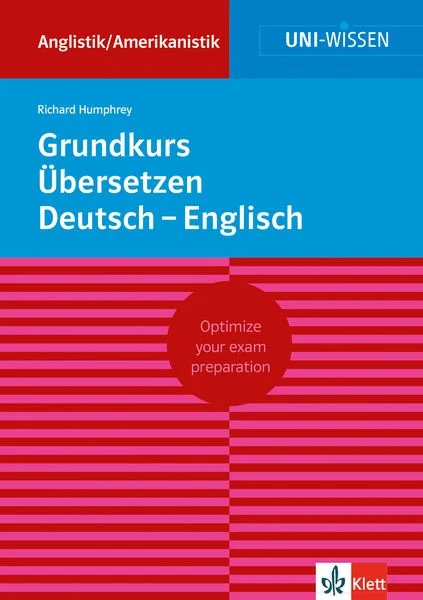 Anglistik/Amerikanistik
UNI-WISSEN
Richard Humphrey
Grundkurs
Übersetzen
Deutsch – Englisch
Optimize
your exam
preparation
Klett